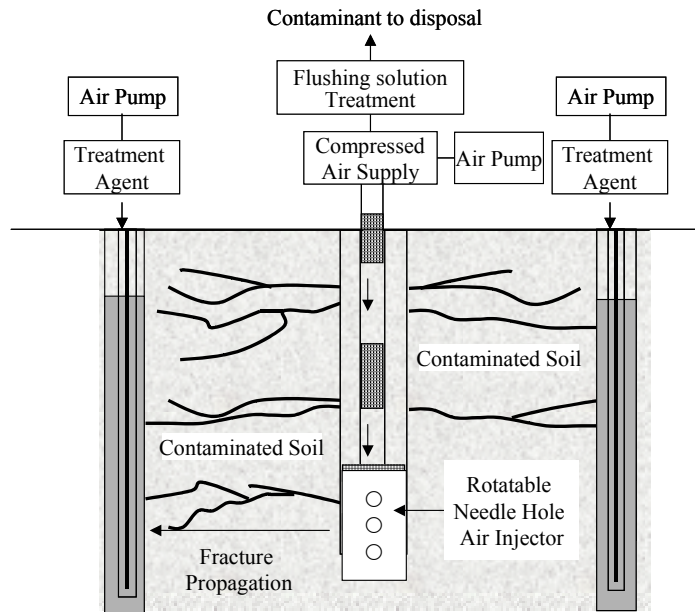 Contaminant to disposal
Flushing solution
Treatment
Air Pump
Air Pump
Compressed
Air Supply
Air Pump
Treatment
Agent
Treatment
Agent
Contaminated Soil
Contaminated Soil
Rotatable
Needle Hole
Air Injector
Fracture
Propagation